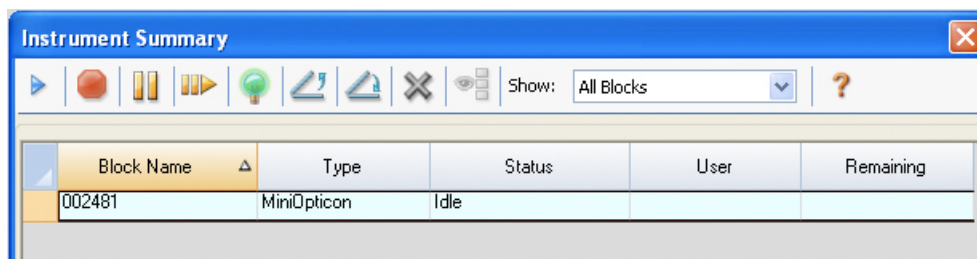 Instrument Summary
Show: All Blocks ?
Block Name Type Status User Remaining
002481 MiniOpticon Idle